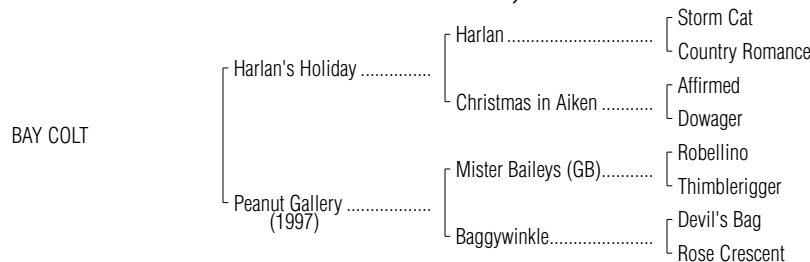 Storm Cat
Harlan ................................
Country Romance
Harlan's Holiday ...............
Affirmed
Christmas in Aiken ...........
Dowager
BAY COLT
Robellino
Mister Baileys (GB)...........
Thimblerigger
Peanut Gallery ..................
(1997)
Devil's Bag
Baggywinkle......................
Rose Crescent